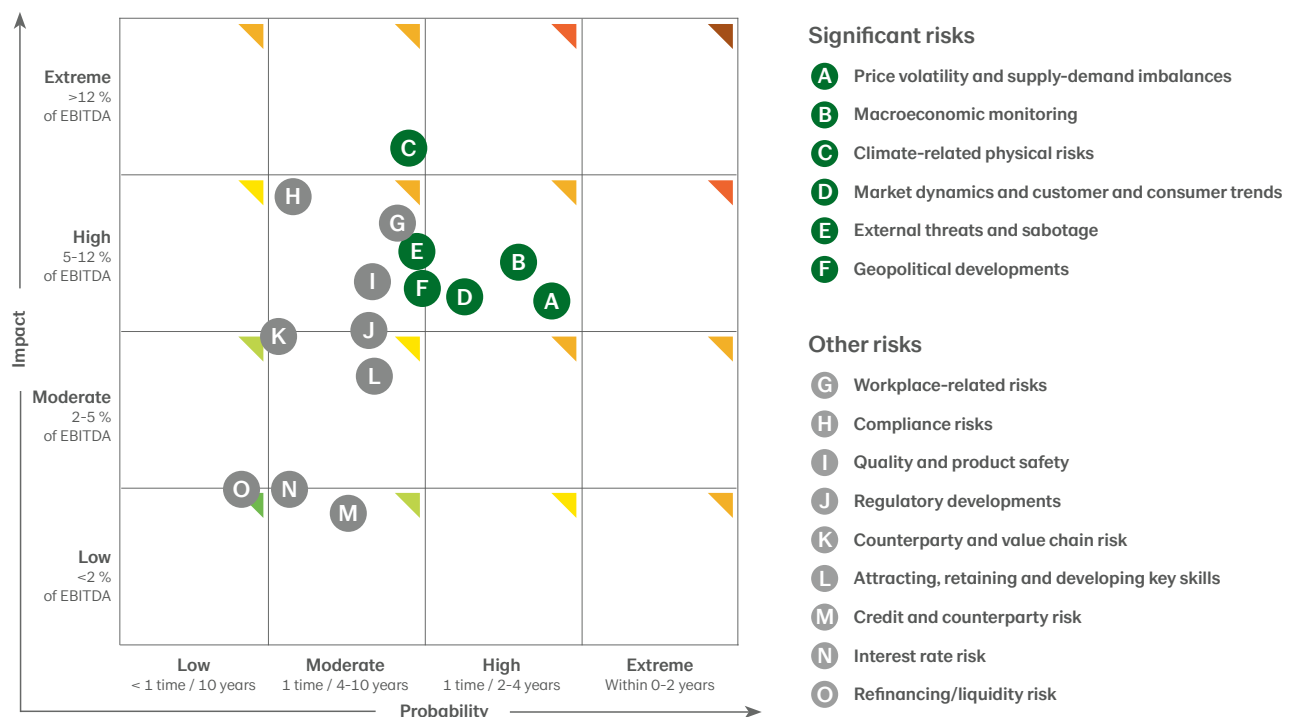 Impact
Extreme
>12 %
of EBITDA
High
5-12 %
of EBITDA
Moderate
2-5 %
of EBITDA
Low
<2 %
of EBITDA
C
H
G
E
B
I
F
D
A
K
J
L
O
N
M
Low
< 1 time / 10 years
Moderate
1 time / 4-10 years
High
1 time / 2-4 years
Extreme
Within 0-2 years
Probability
Significant risks
A Price volatility and supply-demand imbalances
B Macroeconomic monitoring
C Climate-related physical risks
D Market dynamics and customer and consumer trends
E External threats and sabotage
F Geopolitical developments
Other risks
G Workplace-related risks
H Compliance risks
I Quality and product safety
J Regulatory developments
K Counterparty and value chain risk
L Attracting, retaining and developing key skills
M Credit and counterparty risk
N Interest rate risk
O Refinancing/liquidity risk